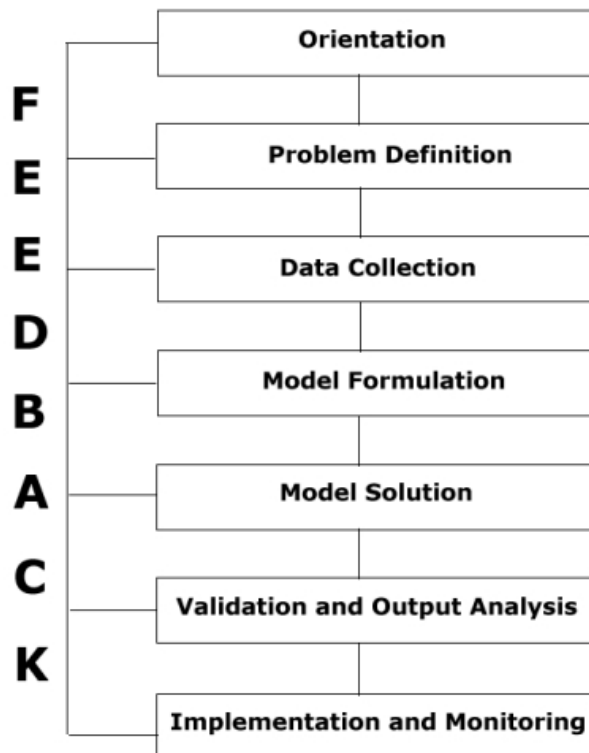 F
E
E
D
B
A
C
K
Orientation
Problem Definition
Data Collection
Model Formulation
Model Solution
Validation and Output Analysis
Implementation and Monitoring